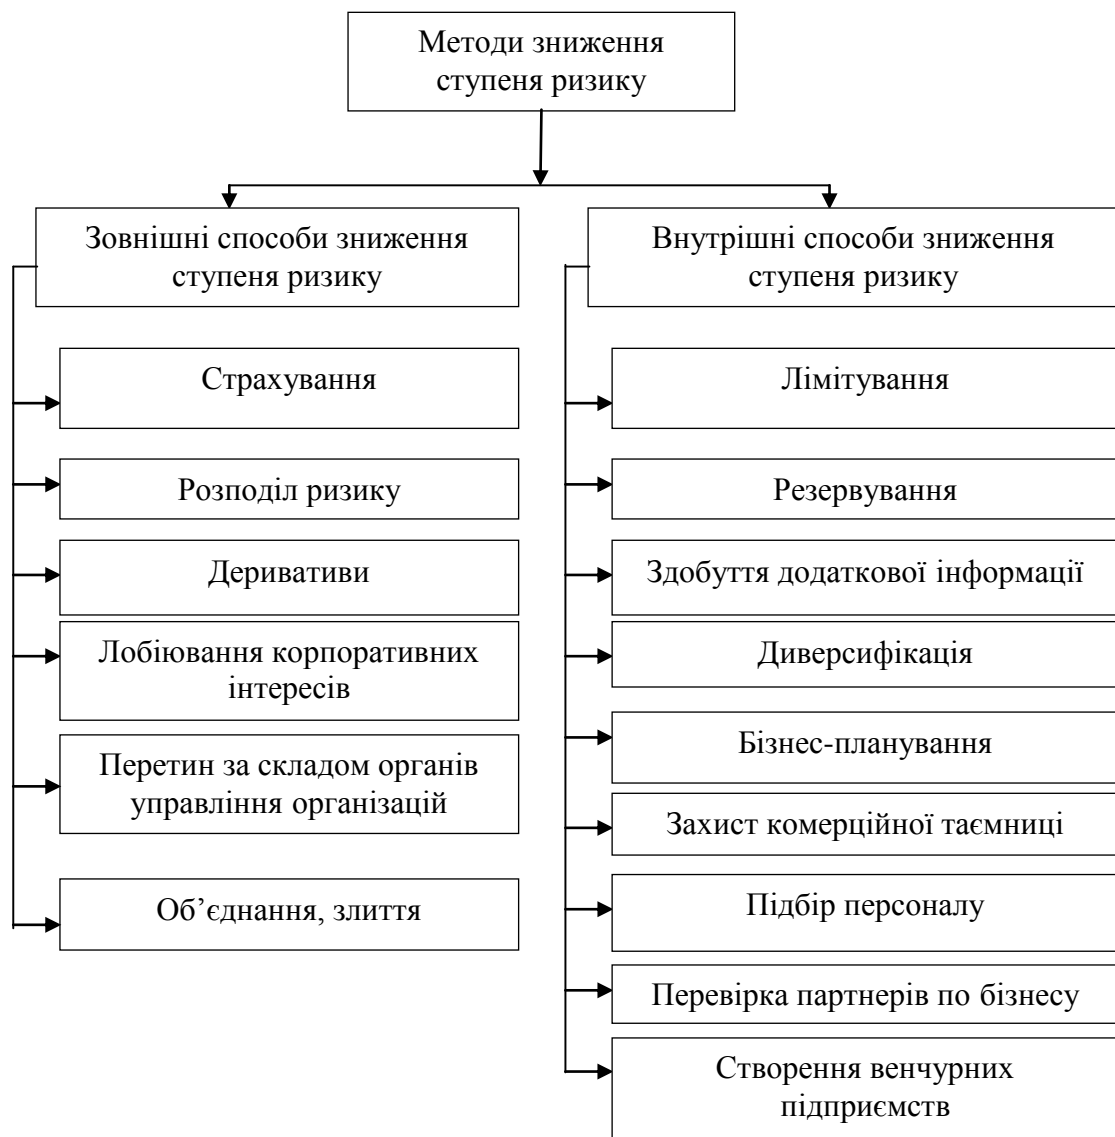 Методи зниження
ступеня ризику
Зовнішні способи зниження
ступеня ризику
Страхування
Розподіл ризику
Деривативи
Лобіювання корпоративних
інтересів
Перетин за складом органів
управління організацій
Об’єднання, злиття
Внутрішні способи зниження
ступеня ризику
Лімітування
Резервування
Здобуття додаткової інформації
Диверсифікація
Бізнес-планування
Захист комерційної таємниці
Підбір персоналу
Перевірка партнерів по бізнесу
Створення венчурних
підприємств